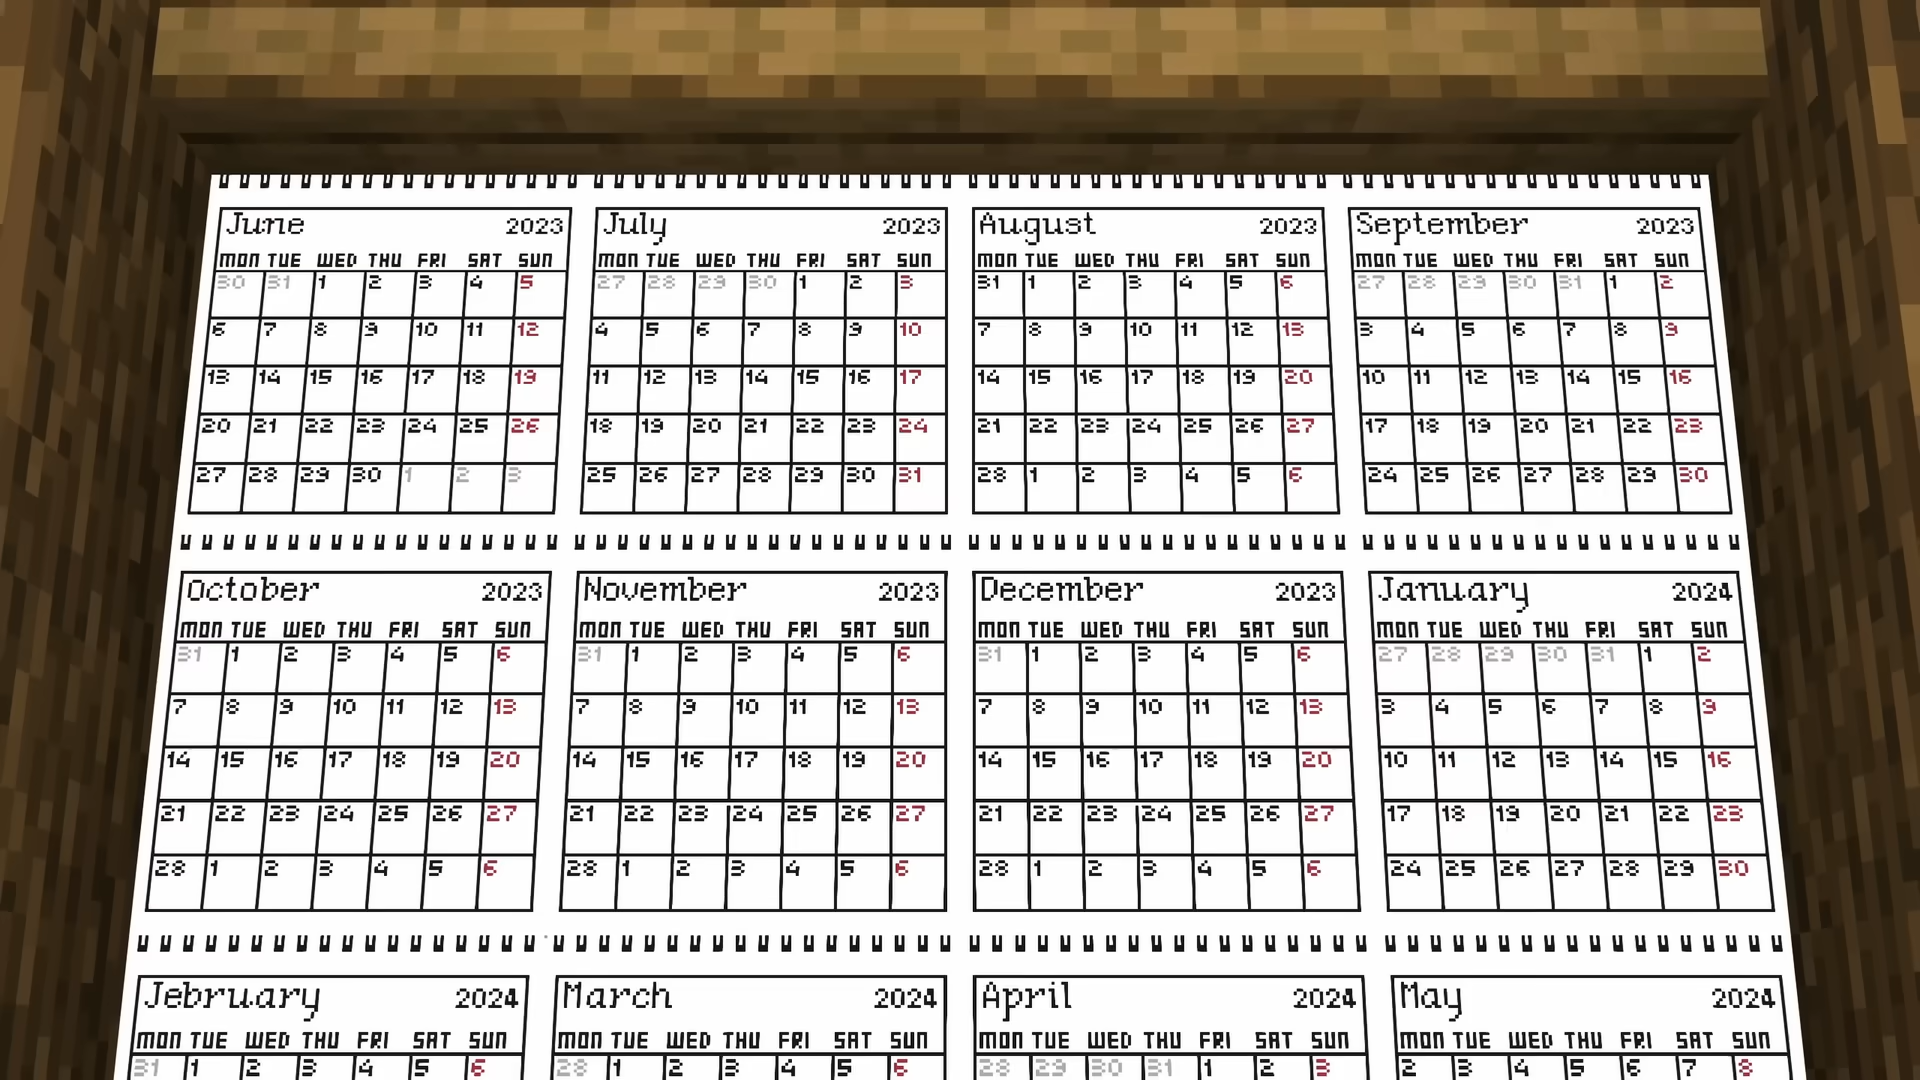 June 2023
MON TUE WED THU FRI SAT SUN
30 31 1 2 3 4 5
6 7 8 9 10 11 12
13 14 15 16 17 18 19
20 21 22 23 24 25 26
27 28 29 30 1 2 3
July 2023
MON TUE WED THU FRI SAT SUN
27 28 29 30 1 2 3
4 5 6 7 8 9 10
11 12 13 14 15 16 17
18 19 20 21 22 23 24
25 26 27 28 29 30 31
August 2023
MON TUE WED THU FRI SAT SUN
31 1 2 3 4 5 6
7 8 9 10 11 12 13
14 15 16 17 18 19 20
21 22 23 24 25 26 27
28 1 2 3 4 5 6
September 2023
MON TUE WED THU FRI SAT SUN
27 28 29 30 31 1 2
3 4 5 6 7 8 9
10 11 12 13 14 15 16
17 18 19 20 21 22 23
24 25 26 27 28 29 30
October 2023
MON TUE WED THU FRI SAT SUN
31 1 2 3 4 5 6
7 8 9 10 11 12 13
14 15 16 17 18 19 20
21 22 23 24 25 26 27
28 1 2 3 4 5 6
November 2023
MON TUE WED THU FRI SAT SUN
31 1 2 3 4 5 6
7 8 9 10 11 12 13
14 15 16 17 18 19 20
21 22 23 24 25 26 27
28 1 2 3 4 5 6
December 2023
MON TUE WED THU FRI SAT SUN
31 1 2 3 4 5 6
7 8 9 10 11 12 13
14 15 16 17 18 19 20
21 22 23 24 25 26 27
28 1 2 3 4 5 6
January 2024
MON TUE WED THU FRI SAT SUN
27 28 29 30 31 1 2
3 4 5 6 7 8 9
10 11 12 13 14 15 16
17 18 19 20 21 22 23
24 25 26 27 28 29 30
Jebruary 2024
MON TUE WED THU FRI SAT SUN
31 1 2 3 4 5 6
March 2024
MON TUE WED THU FRI SAT SUN
28 1 2 3 4 5 6
April 2024
MON TUE WED THU FRI SAT SUN
28 29 30 31 1 2 3
May 2024
MON TUE WED THU FRI SAT SUN
2 3 4 5 6 7 8